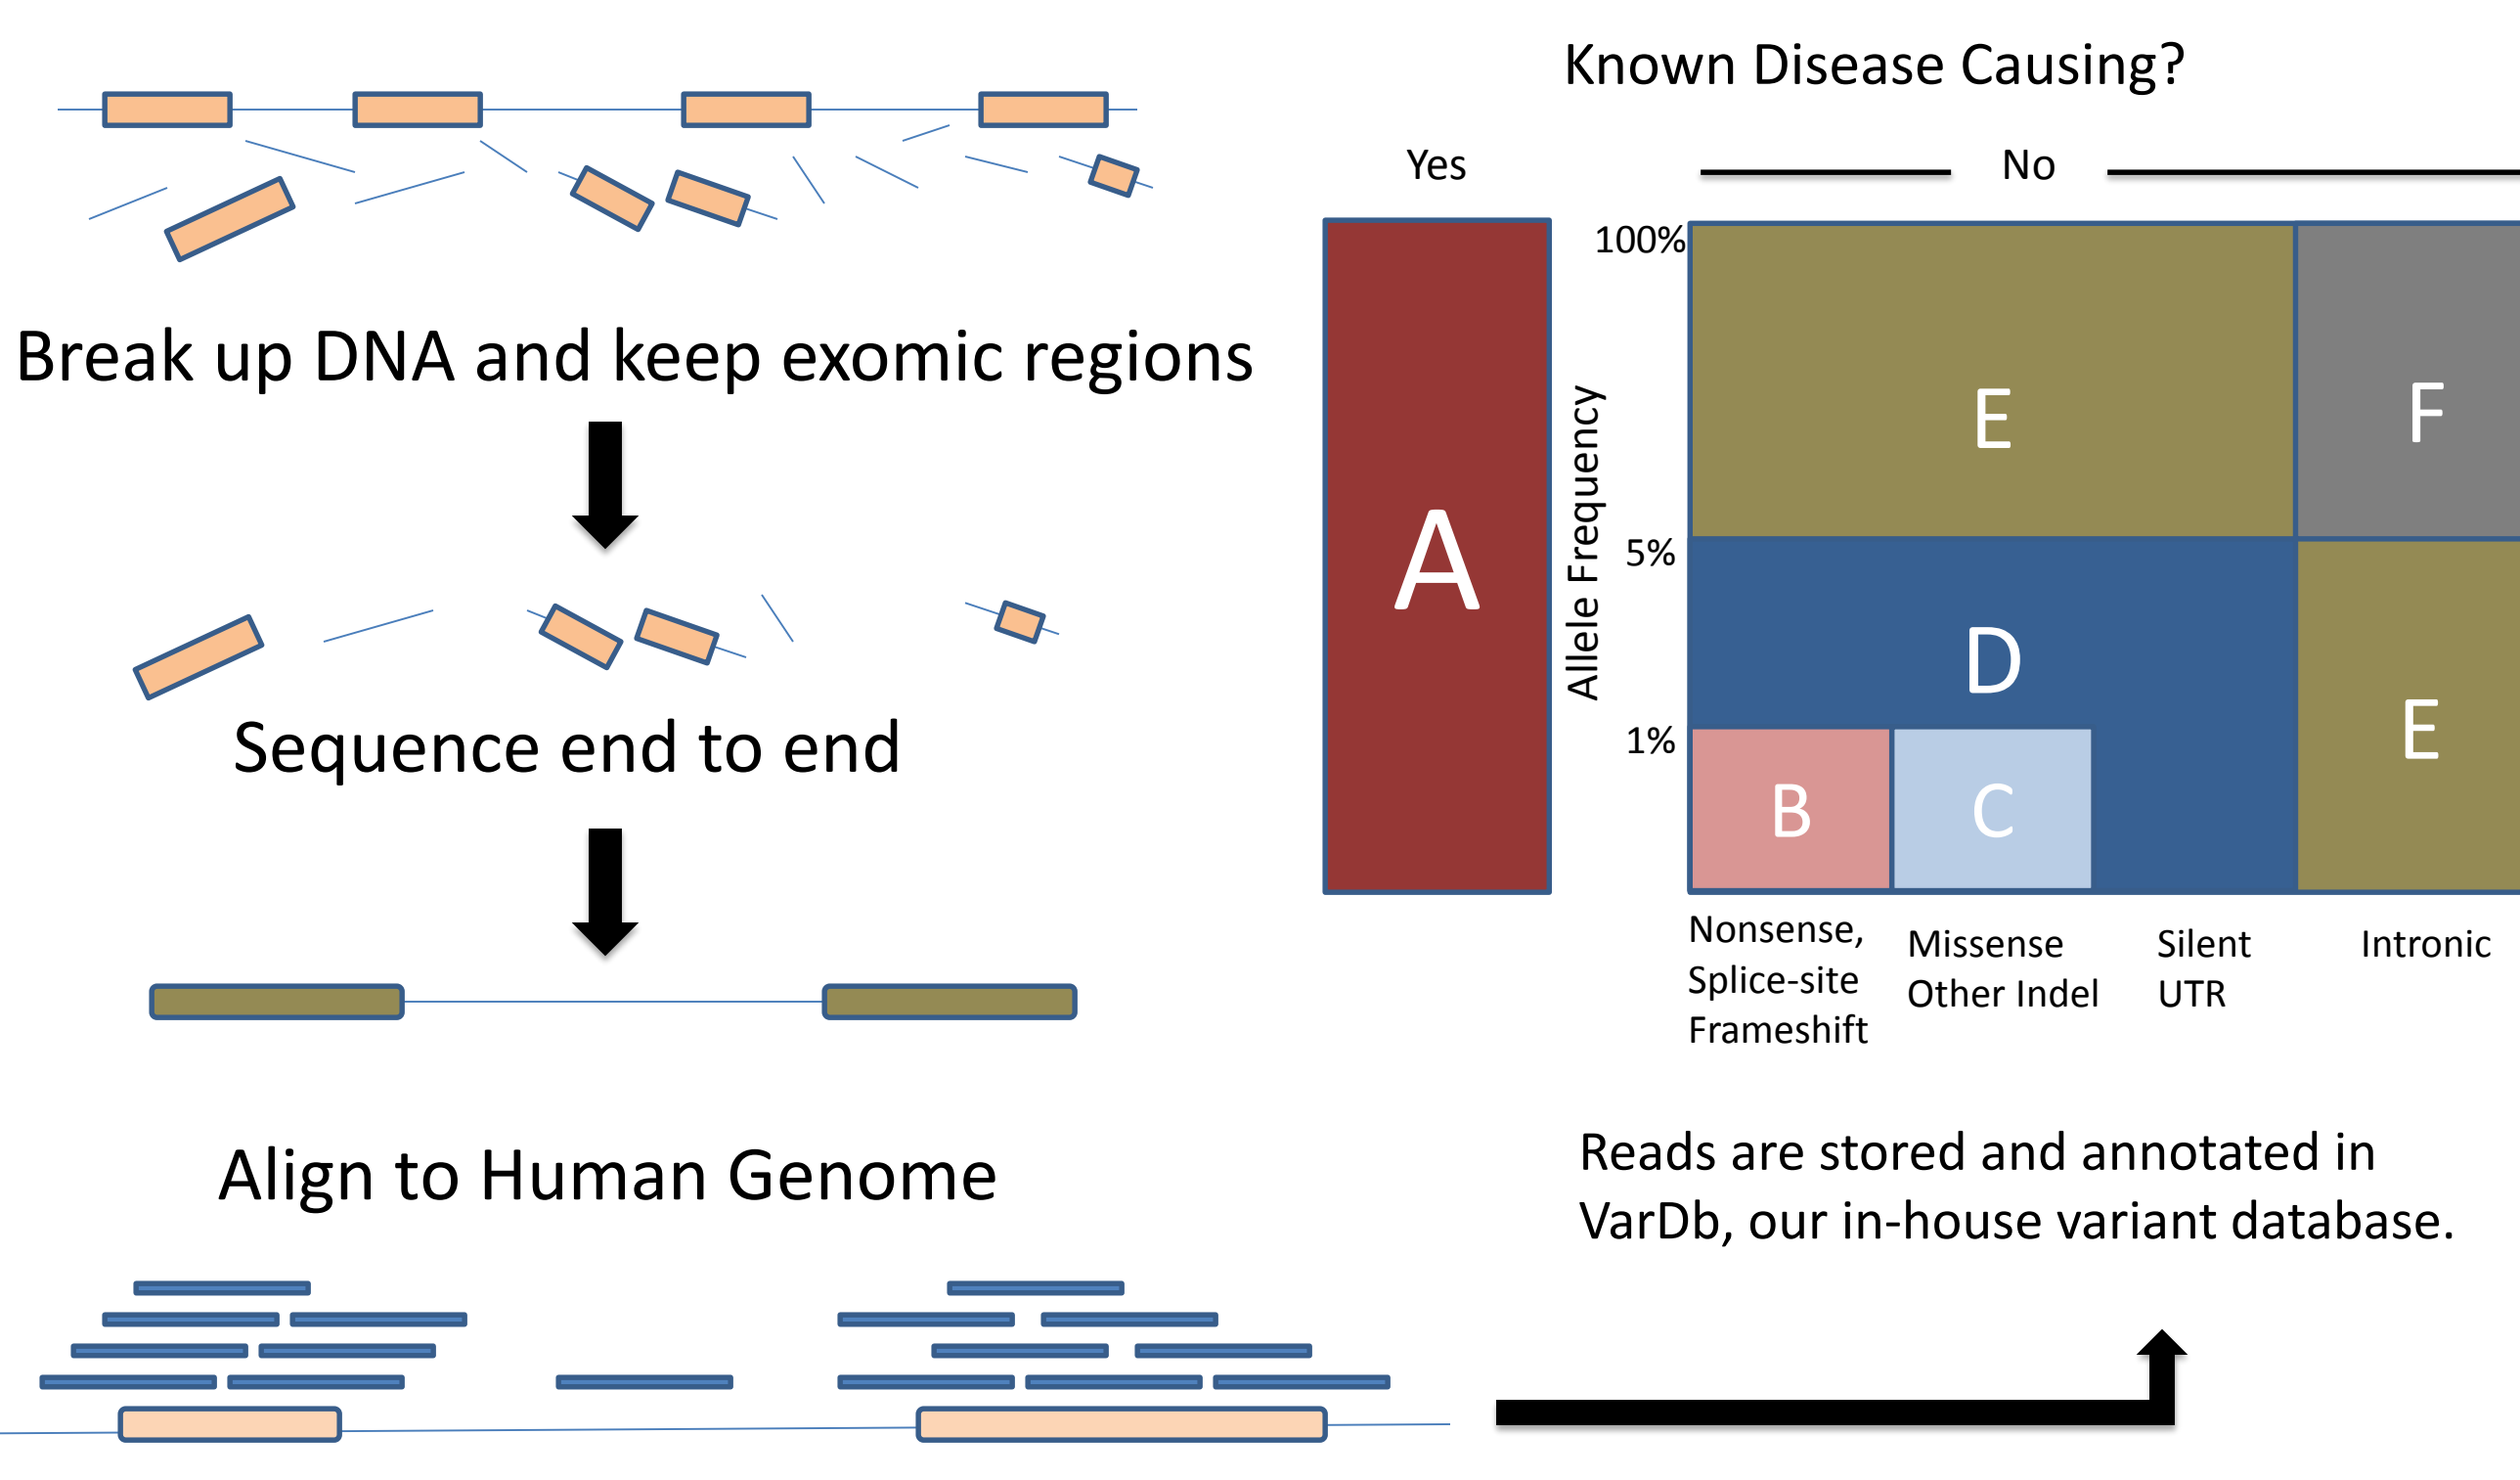 Break up DNA and keep exomic regions
Sequence end to end
Align to Human Genome
Known Disease Causing?
Yes
No
100%
5%
1%
Allele Frequency
A
E
F
D
E
B
C
Nonsense,
Splice-site
Frameshift
Missense
Other Indel
Silent
UTR
Intronic
Reads are stored and annotated in
VarDb, our in-house variant database.